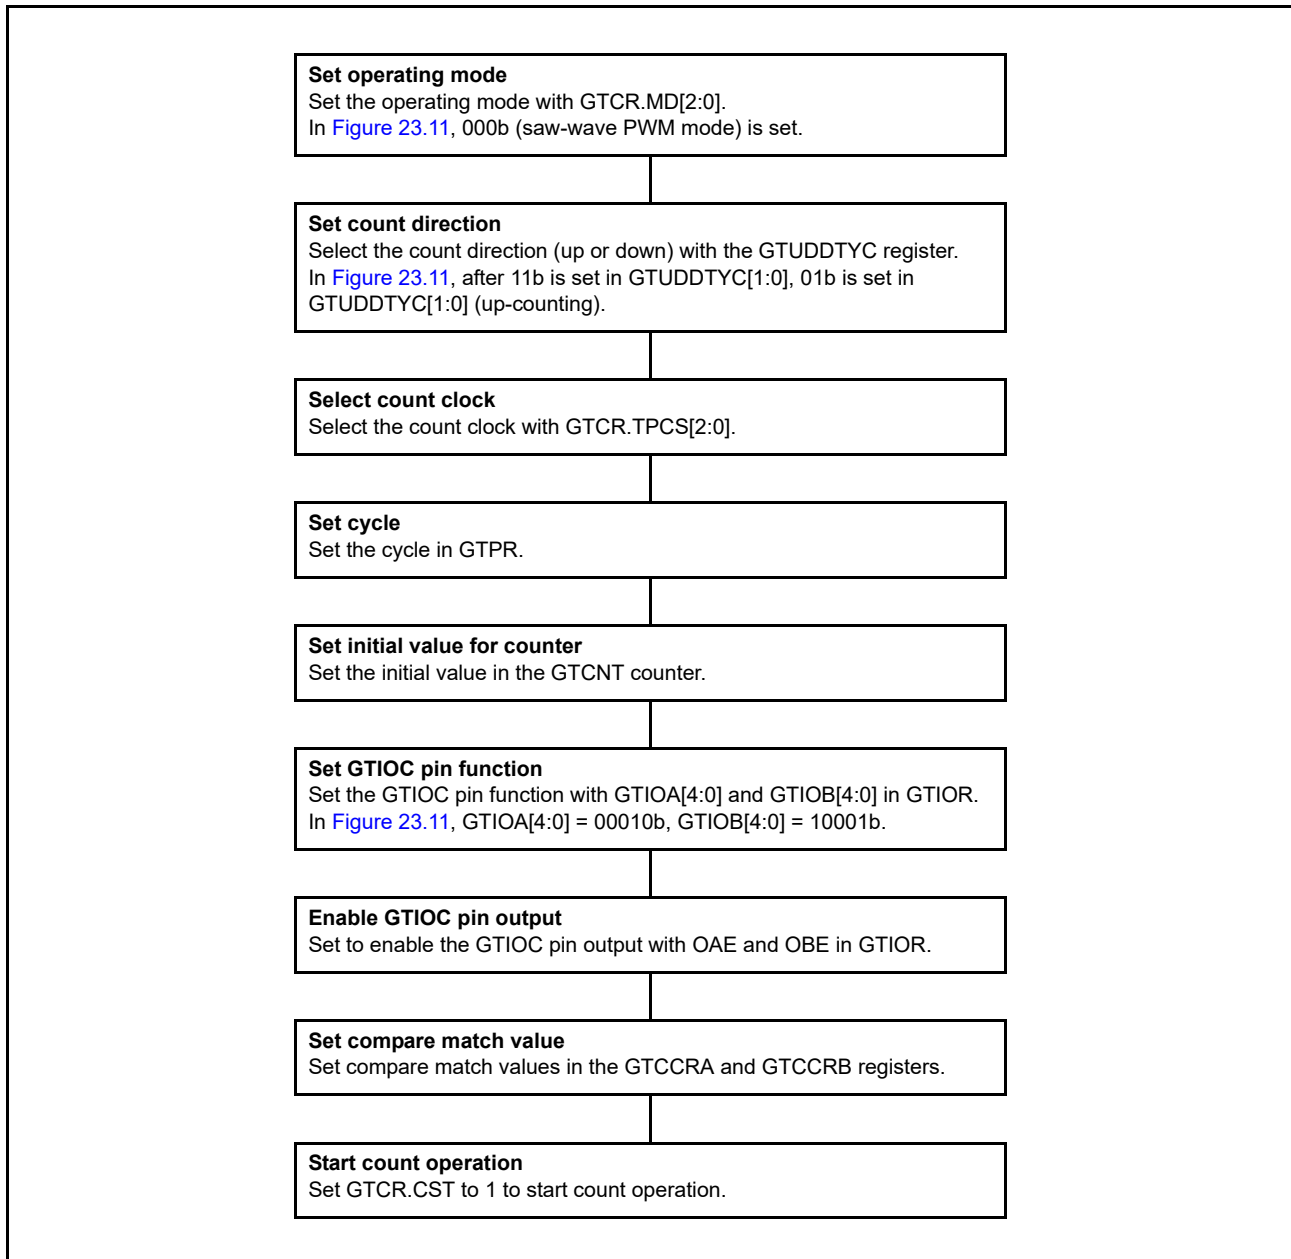 Set operating mode
Set the operating mode with GTCR.MD[2:0].
In Figure 23.11, 000b (saw-wave PWM mode) is set.
Set count direction
Select the count direction (up or down) with the GTUDDTYC register.
In Figure 23.11, after 11b is set in GTUDDTYC[1:0], 01b is set in
GTUDDTYC[1:0] (up-counting).
Select count clock
Select the count clock with GTCR.TPCS[2:0].
Set cycle
Set the cycle in GTPR.
Set initial value for counter
Set the initial value in the GTCNT counter.
Set GTIOC pin function
Set the GTIOC pin function with GTIOA[4:0] and GTIOB[4:0] in GTIOR.
In Figure 23.11, GTIOA[4:0] = 00010b, GTIOB[4:0] = 10001b.
Enable GTIOC pin output
Set to enable the GTIOC pin output with OAE and OBE in GTIOR.
Set compare match value
Set compare match values in the GTCCRA and GTCCRB registers.
Start count operation
Set GTCR.CST to 1 to start count operation.